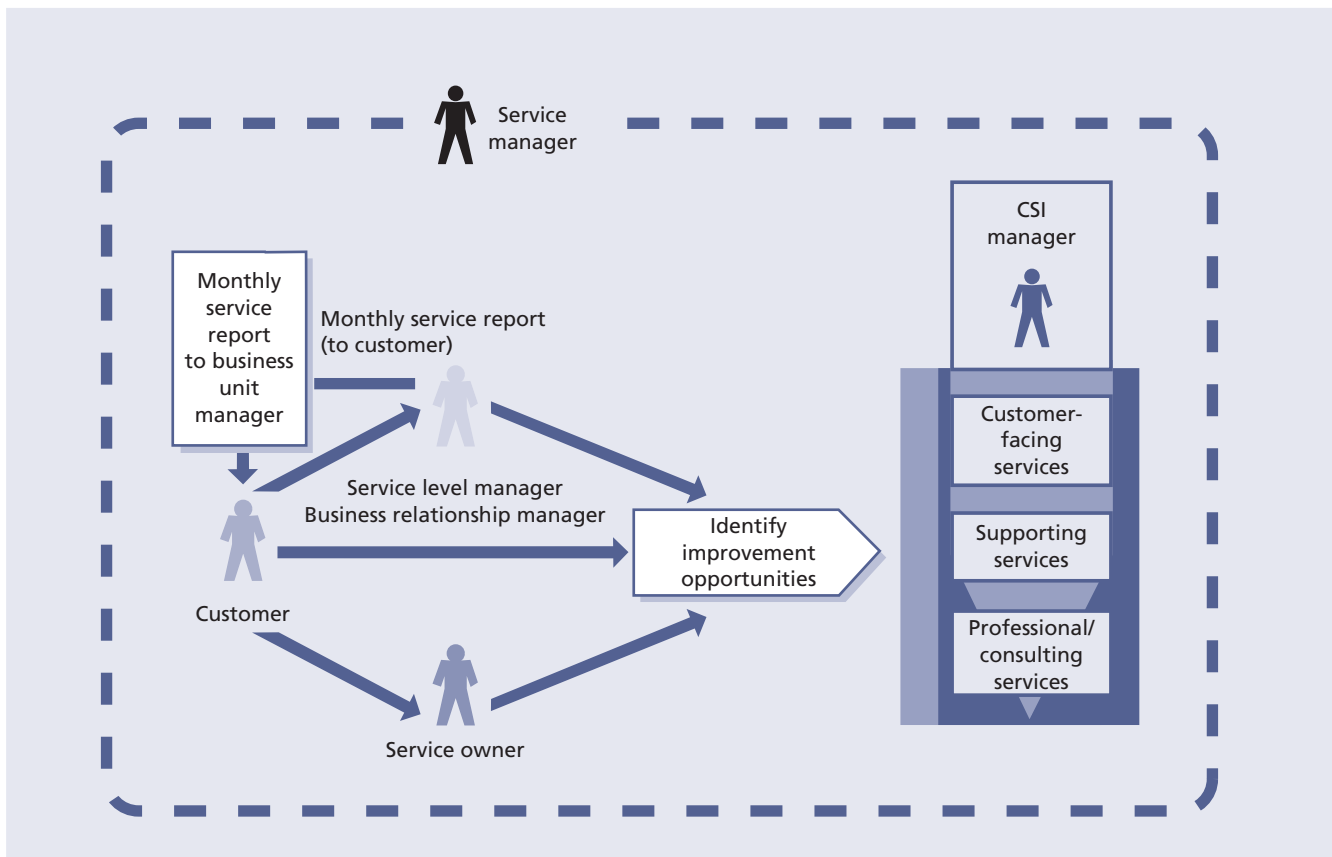 Service
manager
Monthly
service
report
to business
unit
manager
Monthly service report
(to customer)
Service level manager
Business relationship manager
Customer
Service owner
Identify
improvement
opportunities
CSI
manager
Customer-
facing
services
Supporting
services
Professional/
consulting
services